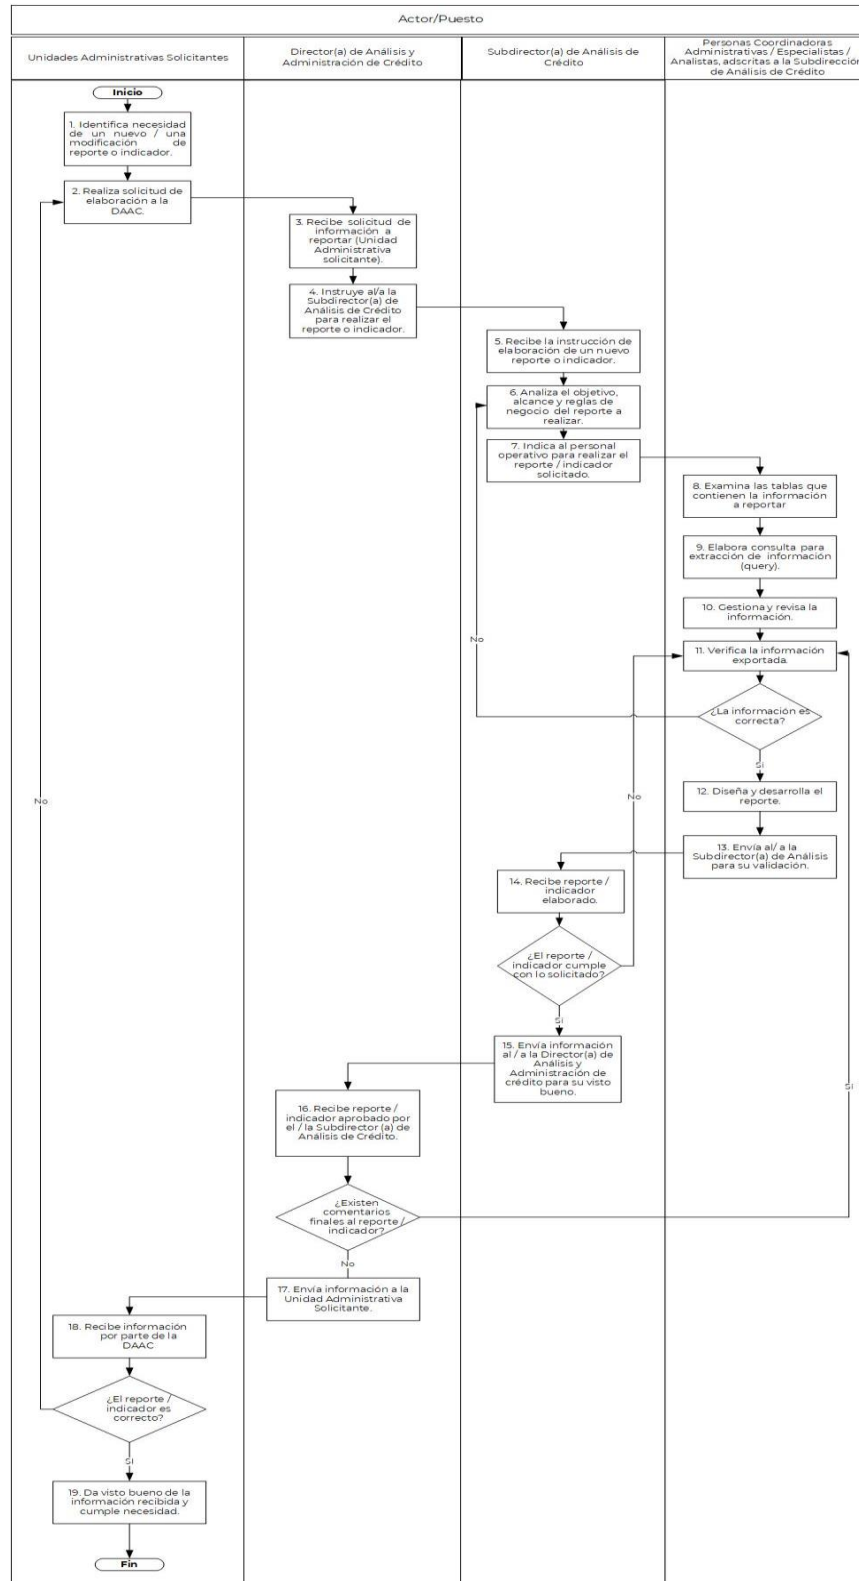 Actor/Puesto
Unidades Administrativas Solicitantes
Director(a) de Análisis y
Administración de Crédito
Subdirector(a) de Análisis de
Crédito
Personas Coordinadoras
Administrativas / Especialistas /
Analistas, adscritas a la Subdirección
de Análisis de Crédito
Inicio
1. Identifica necesidad
de un nuevo / una
modificación de
reporte o indicador.
2. Realiza solicitud de
elaboración a la
DAAC.
3. Recibe solicitud de
información a
reportar (Unidad
Administrativa
solicitante).
4. Instruye al/a la
Subdirector(a) de
Análisis de Crédito
para realizar el
reporte o indicador.
5. Recibe la instrucción de
elaboración de un nuevo
reporte o indicador.
6. Analiza el objetivo,
alcance y reglas de
negocio del reporte a
realizar.
7. Indica al personal
operativo para realizar el
reporte / indicador
solicitado.
8. Examina las tablas que
contienen la información
a reportar
9. Elabora consulta para
extracción de información
(query).
10. Gestiona y revisa la
información.
No
11. Verifica la información
exportada.
¿La información es
correcta?
Sí
12. Diseña y desarrolla el
reporte.
No
No
13. Envía al/ a la
Subdirector(a) de Análisis
para su validación.
14. Recibe reporte /
indicador
elaborado.
¿El reporte /
indicador cumple
con lo solicitado?
Sí
15. Envía información
al / a la Director(a) de
Análisis y
Administración de
crédito para su visto
bueno.
Sí
16. Recibe reporte /
indicador aprobado por
el / la Subdirector (a) de
Análisis de Crédito.
¿Existen
comentarios
finales al reporte /
indicador?
No
17. Envía información a la
Unidad Administrativa
Solicitante.
18. Recibe información
por parte de la
DAAC
¿El reporte /
indicador es
correcto?
Sí
19. Da visto bueno de la
información recibida y
cumple necesidad.
Fin